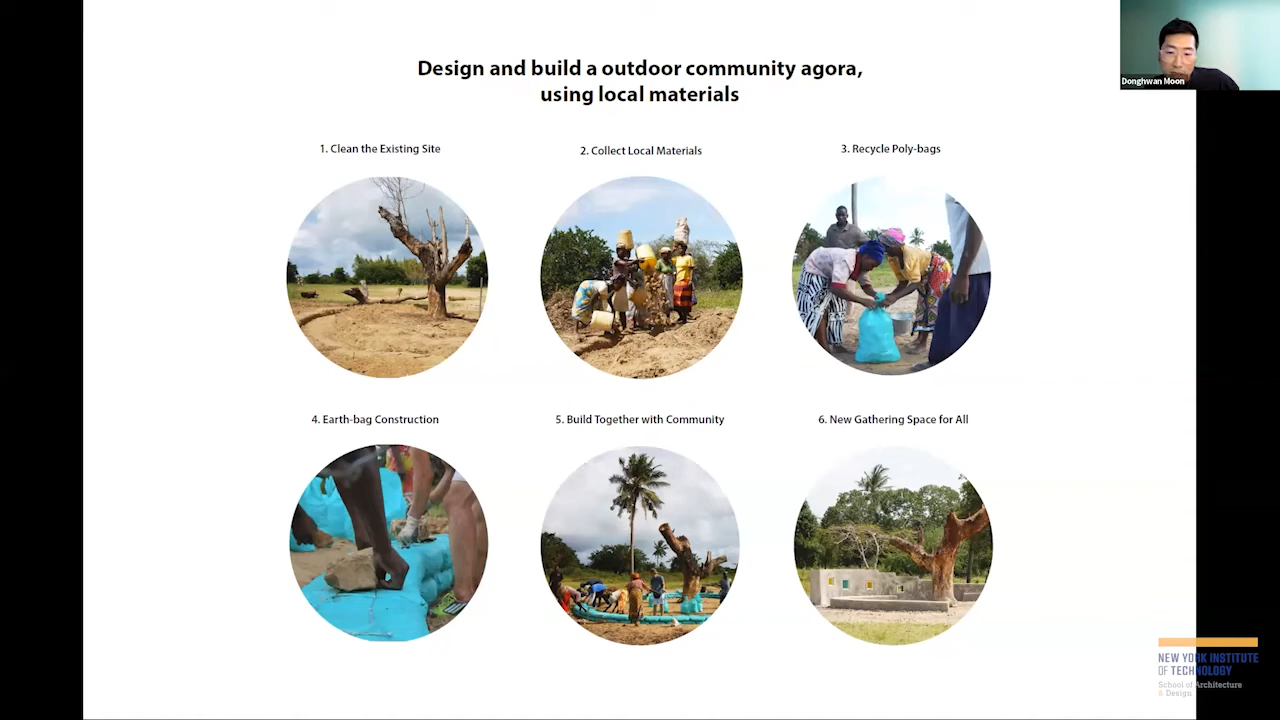 Design and build a outdoor community agora,
using local materials
1. Clean the Existing Site
2. Collect Local Materials
3. Recycle Poly-bags
4. Earth-bag Construction
5. Build Together with Community
6. New Gathering Space for All
Donghwan Moon
NEW YORK INSTITUTE
OF TECHNOLOGY
School of Architecture
& Design